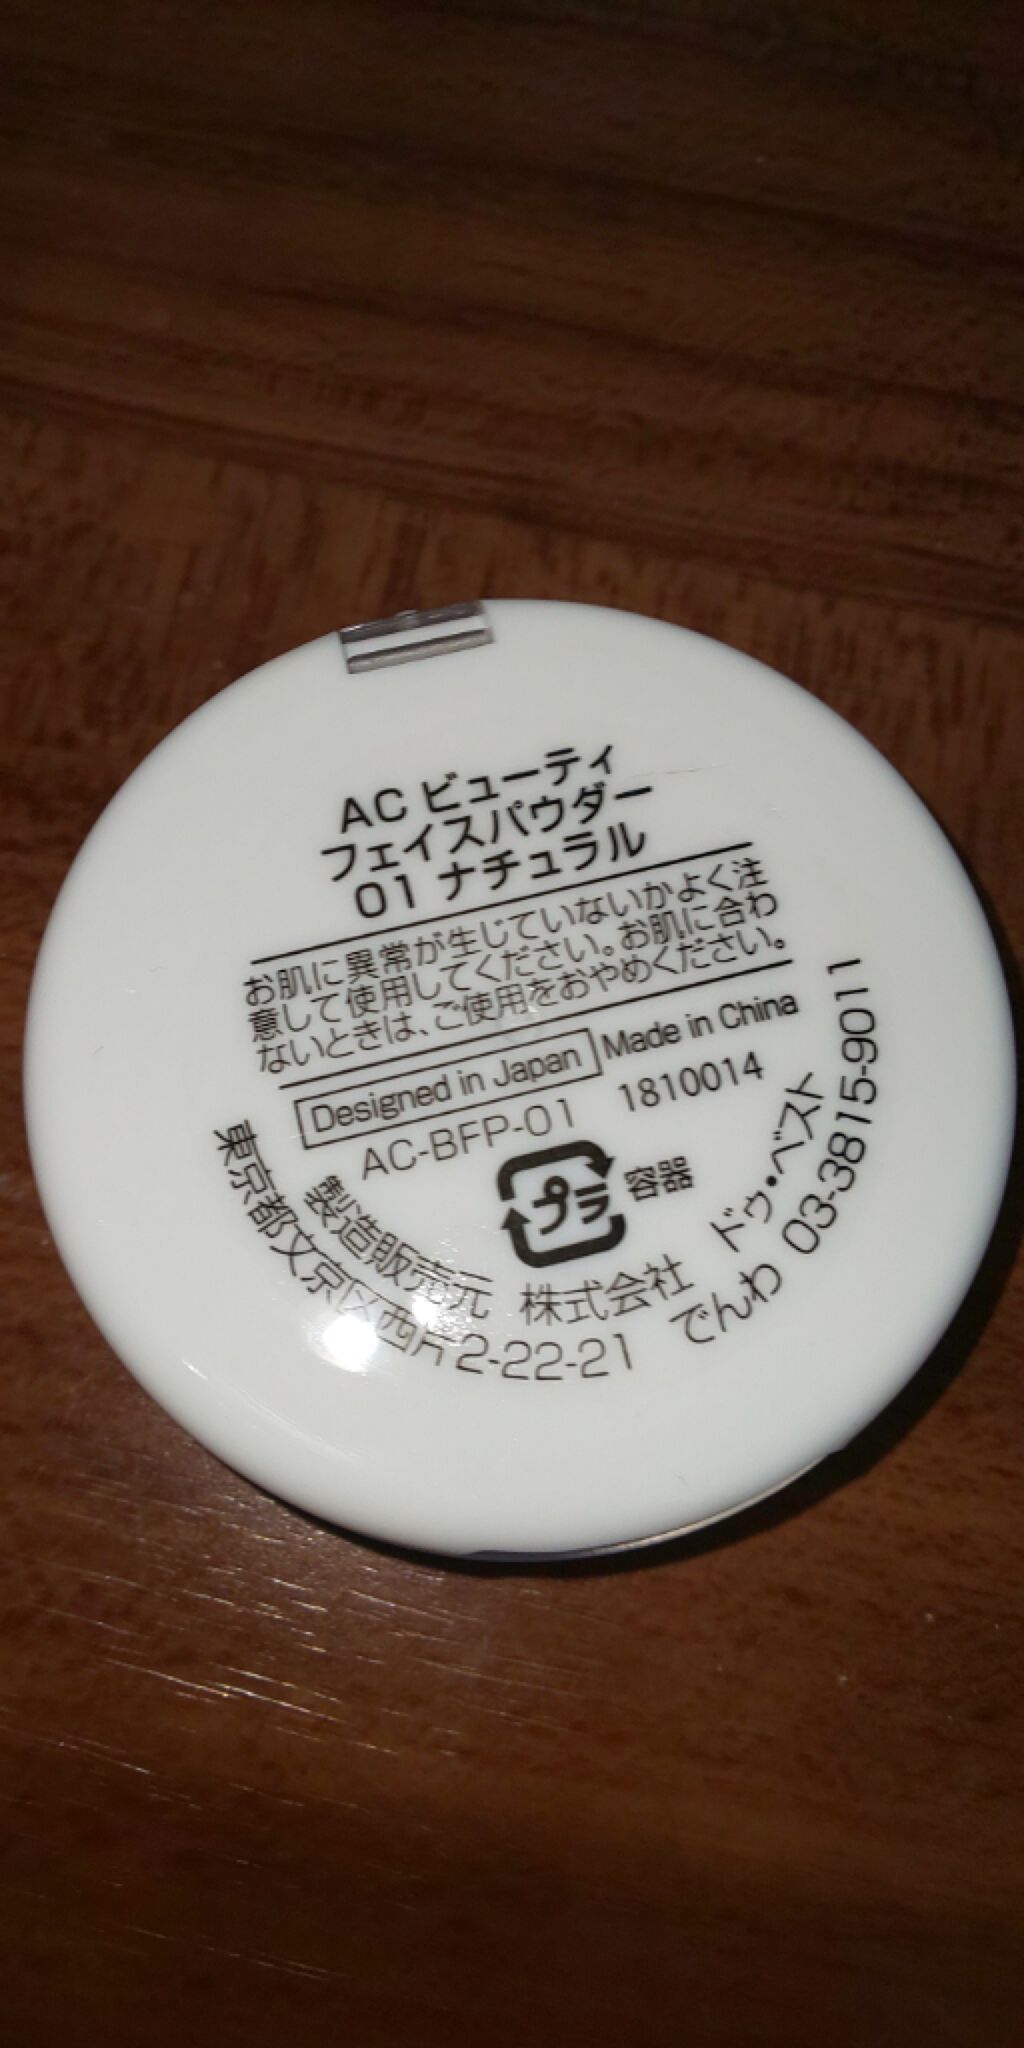 AC ビューティ
フェイスパウダー
01 ナチュラル
お肌に異常が生じていないかよく注
意して使用してください。お肌に合わ
ないときは、ご使用をおやめください。
Designed in Japan Made in China
AC-BFP-01 1810014
プラ 容器
製造販売元 株式会社 ドゥ・ベスト
東京都文京区西片2-22-21 でんわ 03-3815-9011